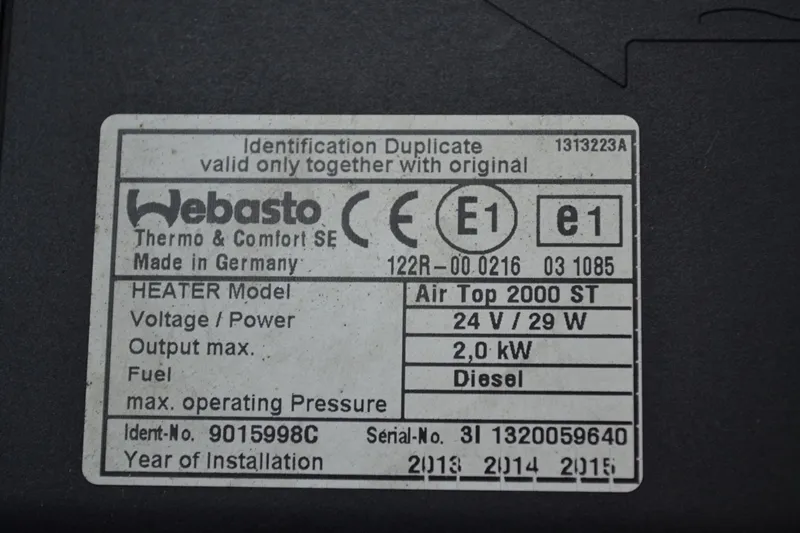 Identification Duplicate 1313223A
valid only together with original
Webasto CE E1 e1
Thermo & Comfort SE
Made in Germany 122R-00 0216 03 1085
HEATER Model Air Top 2000 ST
Voltage / Power 24 V / 29 W
Output max. 2,0 kW
Fuel Diesel
max. operating Pressure
Ident-No. 9015998C Serial-No. 3I 1320059640
Year of Installation 2013 2014 2015